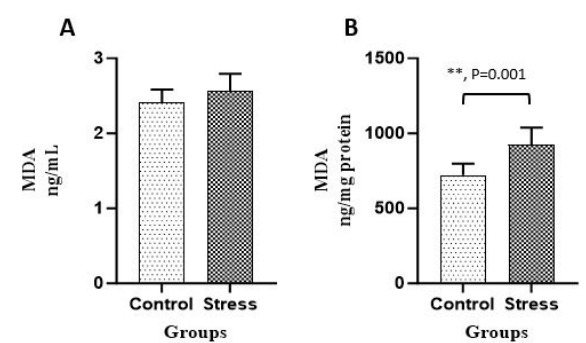 A
MDA
ng/mL
3
2
1
0
Control Stress
Groups
B
MDA
ng/mg protein
1500
1000
500
0
**, P=0.001
Control Stress
Groups